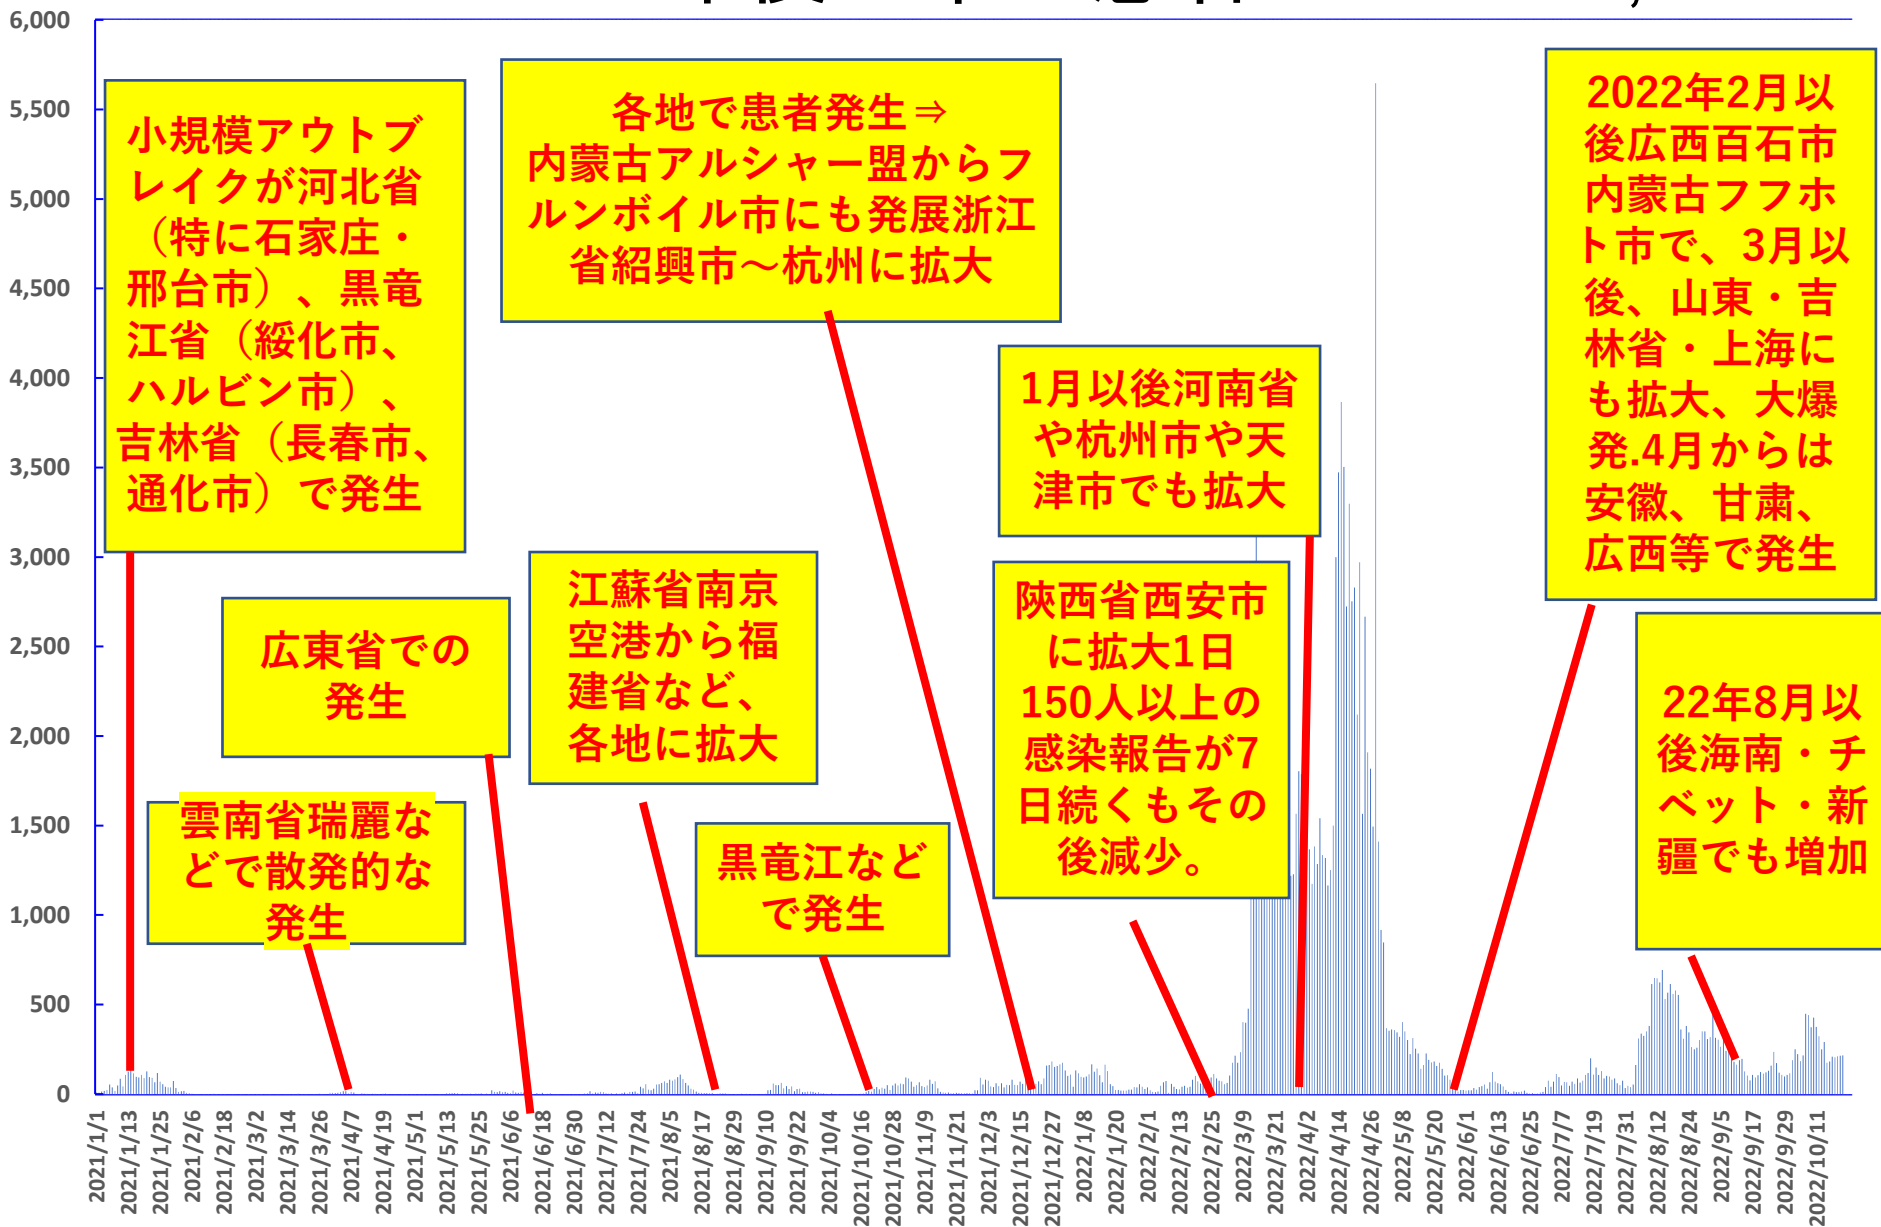 6,000
5,500
5,000
4,500
4,000
3,500
3,000
2,500
2,000
1,500
1,000
500
0
小規模アウトブ
レイクが河北省
（特に石家庄・
邢台市）、黒竜
江省（綏化市、
ハルビン市）、
吉林省（長春市、
通化市）で発生
各地で患者発生⇒
内蒙古アルシャー盟からフ
ルンボイル市にも発展浙江
省紹興市～杭州に拡大
2022年2月以
後広西百石市
内蒙古フフホ
ト市で、3月以
後、山東・吉
林省・上海に
も拡大、大爆
発.4月からは
安徽、甘粛、
広西等で発生
1月以後河南省
や杭州市や天
津市でも拡大
広東省での
発生
江蘇省南京
空港から福
建省など、
各地に拡大
陝西省西安市
に拡大1日
150人以上の
感染報告が7
日続くもその
後減少。
22年8月以
後海南・チ
ベット・新
疆でも増加
雲南省瑞麗な
どで散発的な
発生
黒竜江など
で発生
2021/1/1
2021/1/13
2021/1/25
2021/2/6
2021/2/18
2021/3/2
2021/3/14
2021/3/26
2021/4/7
2021/4/19
2021/5/1
2021/5/13
2021/5/25
2021/6/6
2021/6/18
2021/6/30
2021/7/12
2021/7/24
2021/8/5
2021/8/17
2021/8/29
2021/9/10
2021/9/22
2021/10/4
2021/10/16
2021/10/28
2021/11/9
2021/11/21
2021/12/3
2021/12/15
2021/12/27
2022/1/8
2022/1/20
2022/2/1
2022/2/13
2022/2/25
2022/3/9
2022/3/21
2022/4/2
2022/4/14
2022/4/26
2022/5/8
2022/5/20
2022/6/1
2022/6/13
2022/6/25
2022/7/7
2022/7/19
2022/7/31
2022/8/12
2022/8/24
2022/9/5
2022/9/17
2022/9/29
2022/10/11